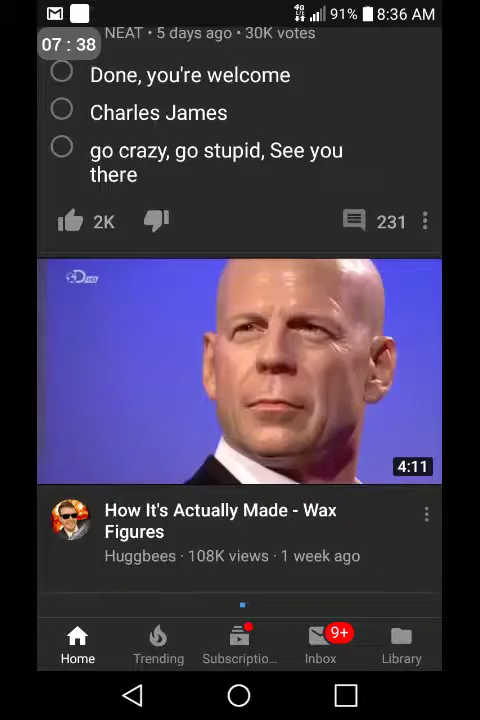 91% 8:36 AM
NEAT • 5 days ago • 30K votes
07 : 38
Done, you're welcome
Charles James
go crazy, go stupid, See you
there
2K 231
D HD
4:11
How It's Actually Made - Wax
Figures
Huggbees · 108K views · 1 week ago
9+
Home Trending Subscriptio... Inbox Library